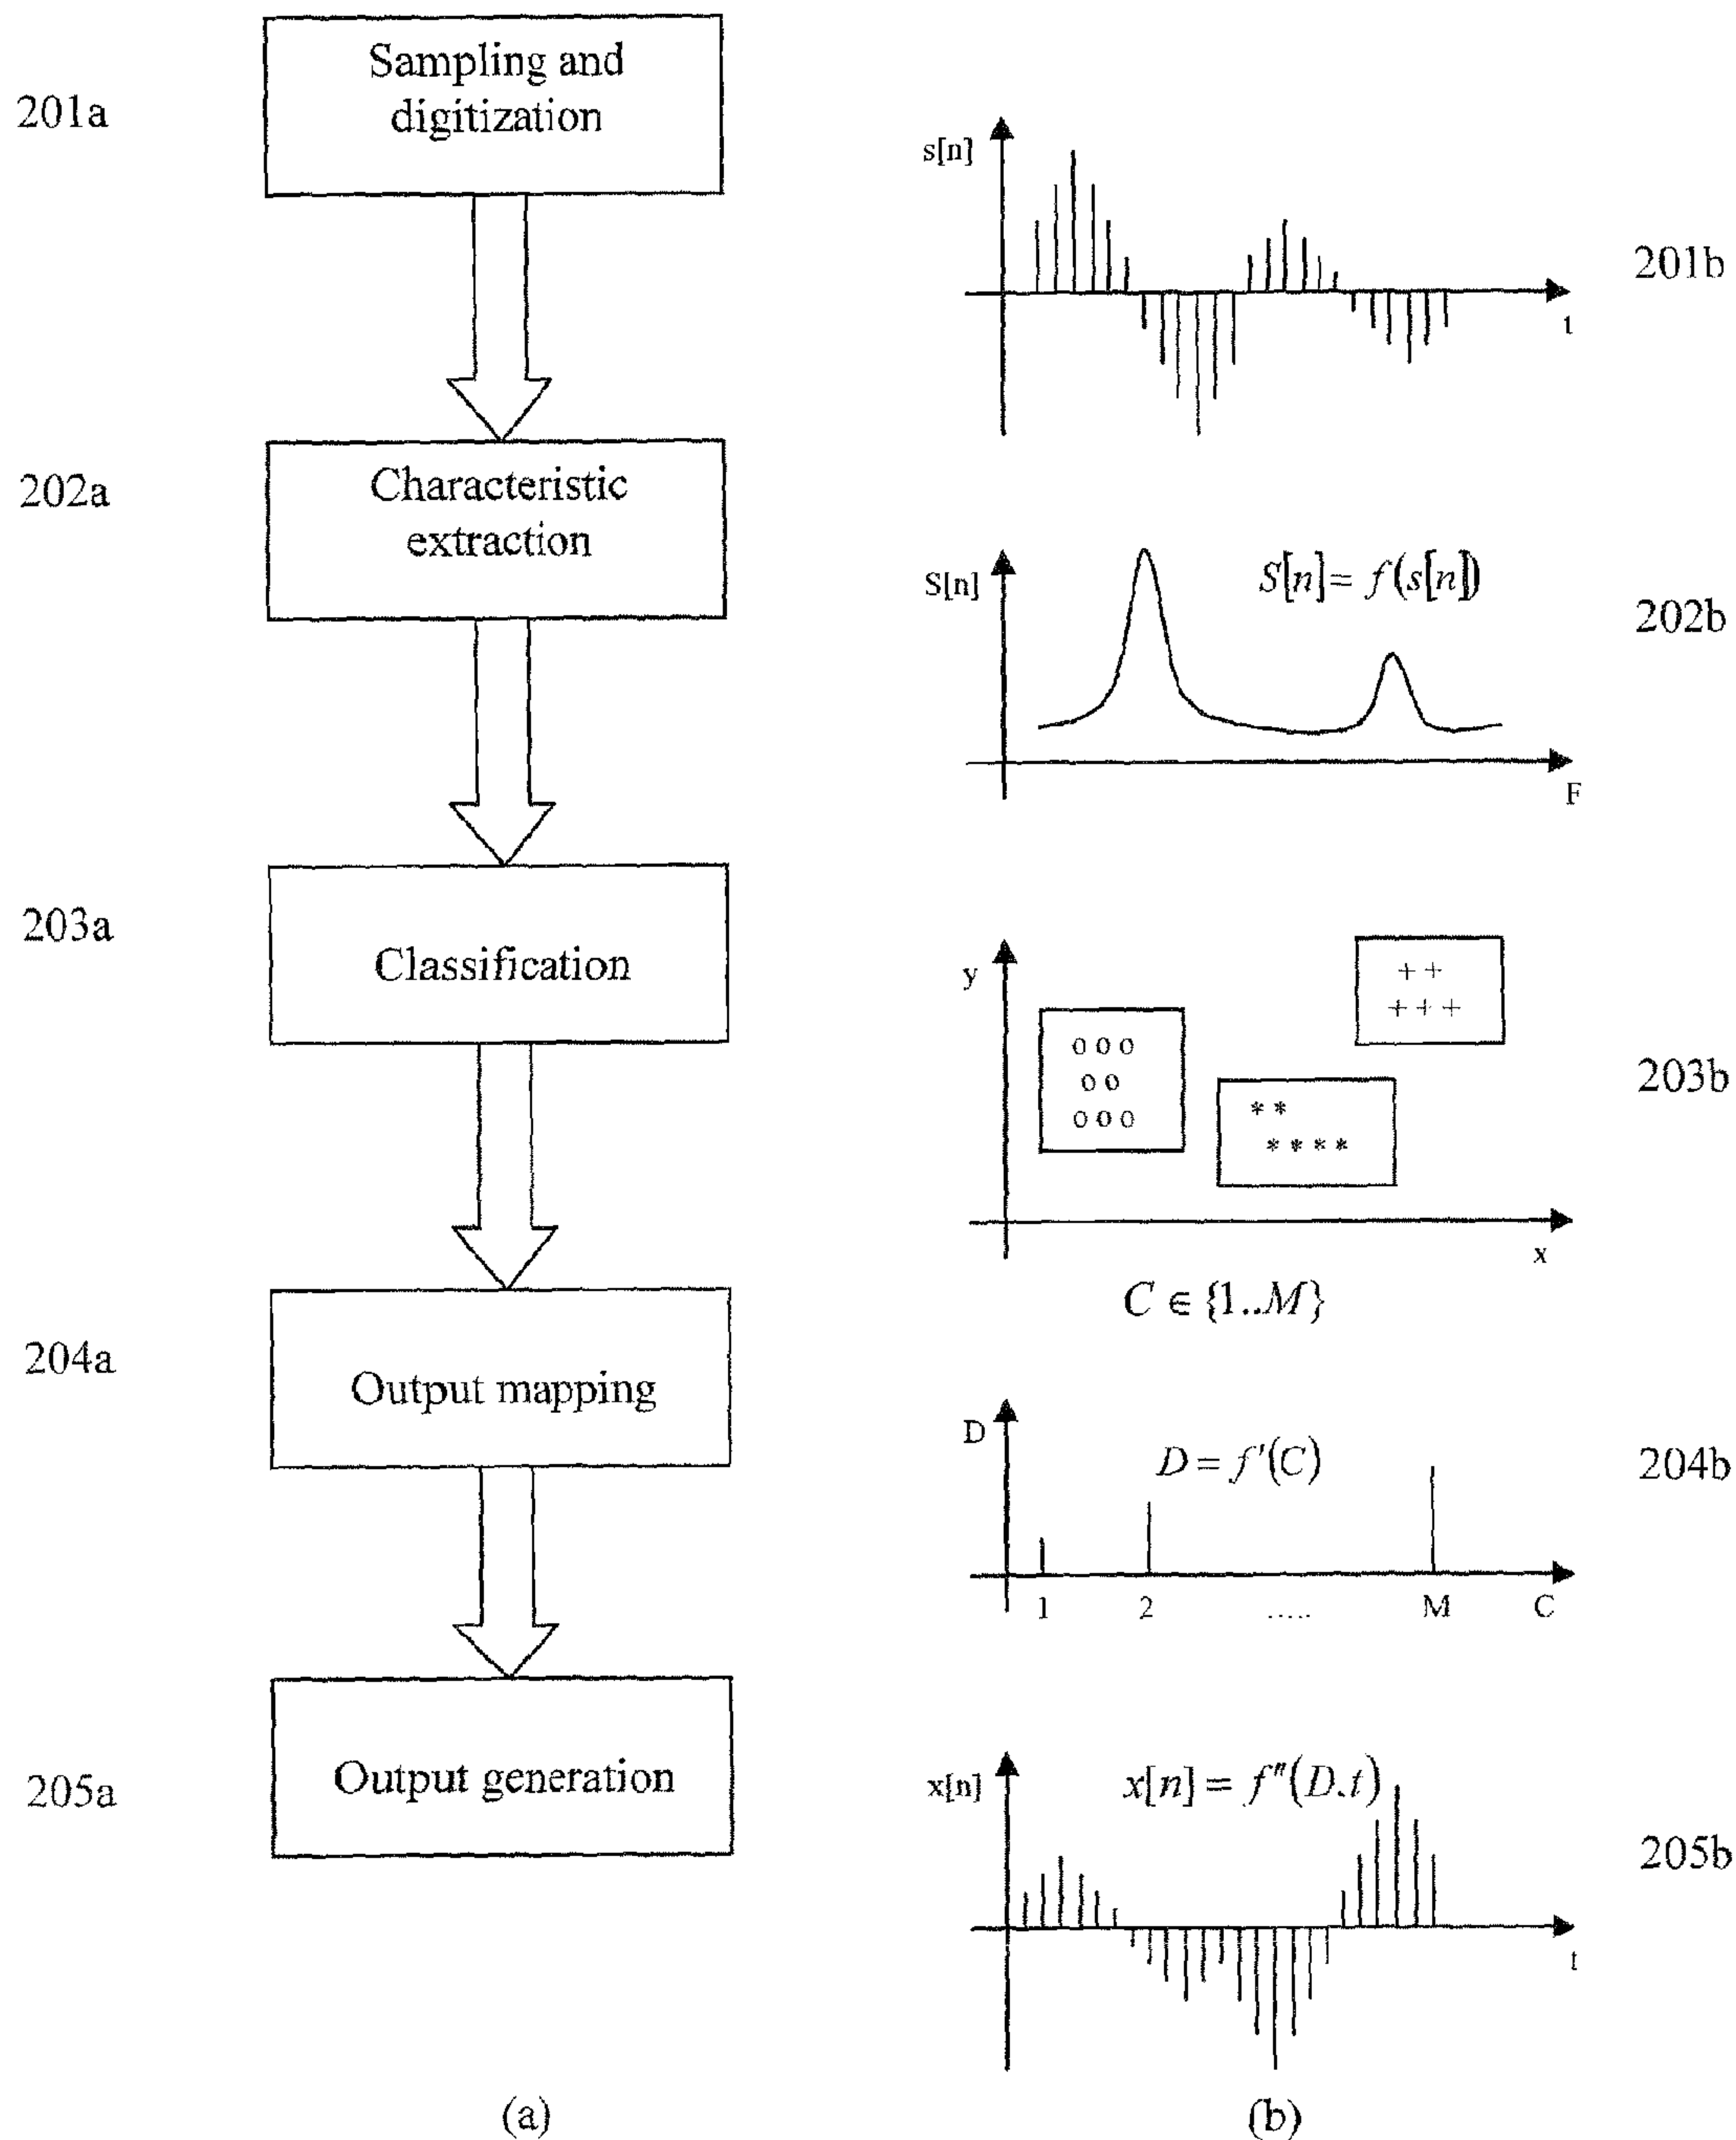 Sampling and
digitization
201a
s[n]
t
201b
Characteristic
extraction
202a
S[n]
S[n] = f(s[n])
F
202b
Classification
203a
y
+ +
+ + +
o o o
o o
o o o
* *
* * * *
x
203b
C ∈ {1..M}
Output mapping
204a
D
D = f'(C)
1 2 ..... M C
204b
Output generation
205a
x[n]
x[n] = f"(D.t)
t
205b
(a)
(b)